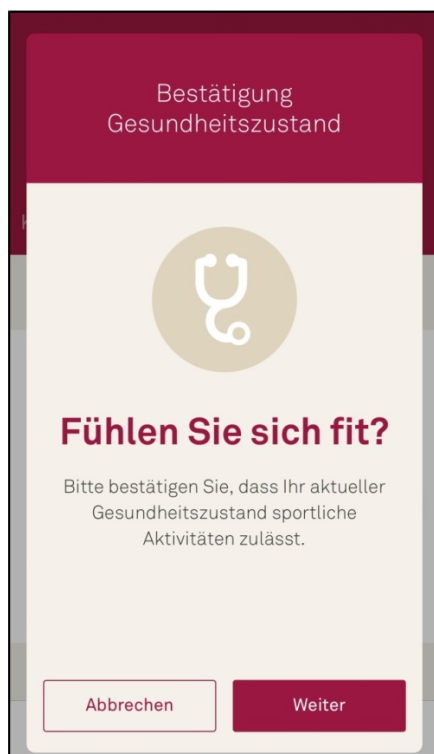 Bestätigung
Gesundheitszustand
Fühlen Sie sich fit?
Bitte bestätigen Sie, dass Ihr aktueller
Gesundheitszustand sportliche
Aktivitäten zulässt.
Abbrechen
Weiter